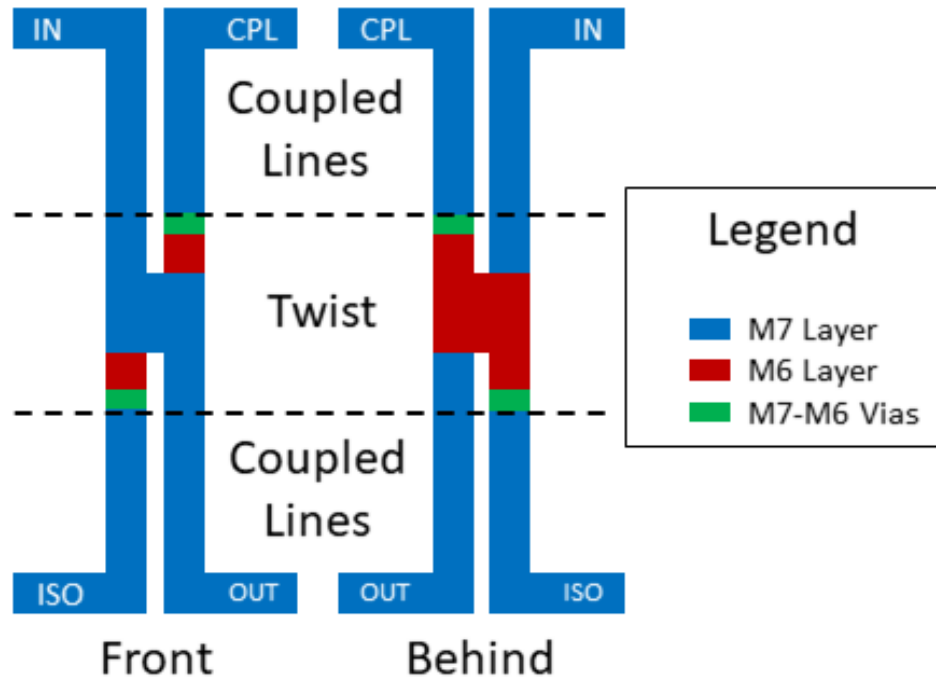 IN CPL CPL IN
Coupled
Lines
Legend
Twist
M7 Layer
M6 Layer
M7-M6 Vias
Coupled
Lines
ISO OUT OUT ISO
Front Behind